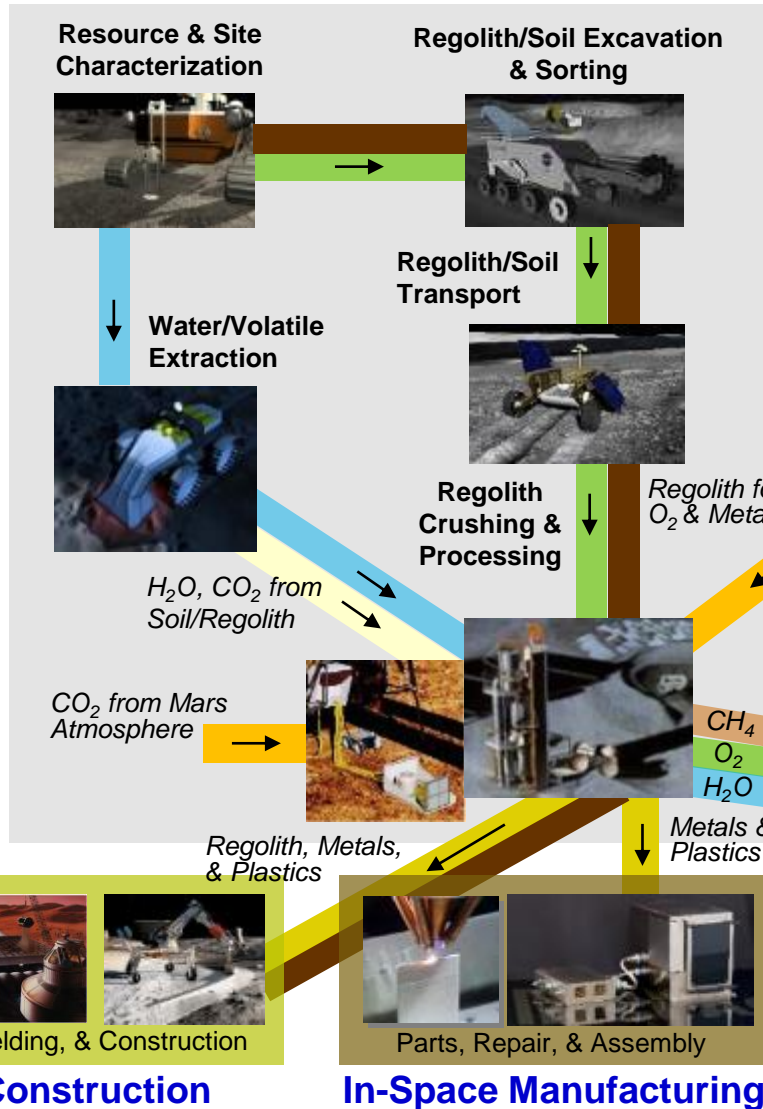 Resource & Site
Characterization
Regolith/Soil Excavation
& Sorting
Regolith/Soil
Transport
Water/Volatile
Extraction
Regolith
Crushing &
Processing
Regolith
O₂ &
H₂O, CO₂ from
Soil/Regolith
CO₂ from Mars
Atmosphere
CH₄
O₂
H₂O
Metals &
Plastics
Regolith, Metals,
& Plastics
elding, & Construction
Parts, Repair, & Assembly
Construction
In-Space Manufacturing